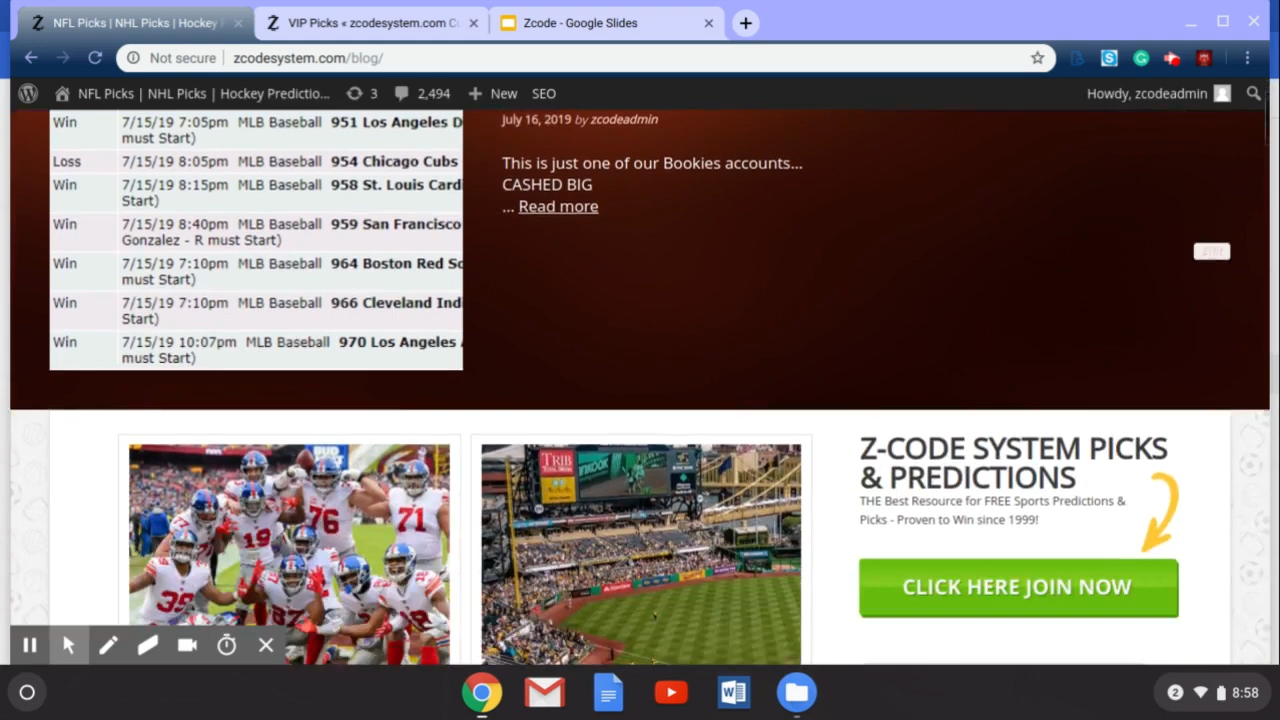 NFL Picks | NHL Picks | Hockey
VIP Picks « zcodesystem.com
Zcode - Google Slides
Not secure
zcodesystem.com/blog/
NFL Picks | NHL Picks | Hockey Predictio...
3
2,494
New
SEO
Howdy, zcodeadmin
Win 7/15/19 7:05pm MLB Baseball 951 Los Angeles D
must Start)
Loss 7/15/19 8:05pm MLB Baseball 954 Chicago Cubs
Win 7/15/19 8:15pm MLB Baseball 958 St. Louis Cardi
Start)
Win 7/15/19 8:40pm MLB Baseball 959 San Francisco
Gonzalez - R must Start)
Win 7/15/19 7:10pm MLB Baseball 964 Boston Red So
must Start)
Win 7/15/19 7:10pm MLB Baseball 966 Cleveland Ind
Start)
Win 7/15/19 10:07pm MLB Baseball 970 Los Angeles
must Start)
July 16, 2019 by zcodeadmin
This is just one of our Bookies accounts...
CASHED BIG
... Read more
76
71
19
39
87
TRIB
Z-CODE SYSTEM PICKS
& PREDICTIONS
THE Best Resource for FREE Sports Predictions &
Picks - Proven to Win since 1999!
CLICK HERE JOIN NOW
2
8:58